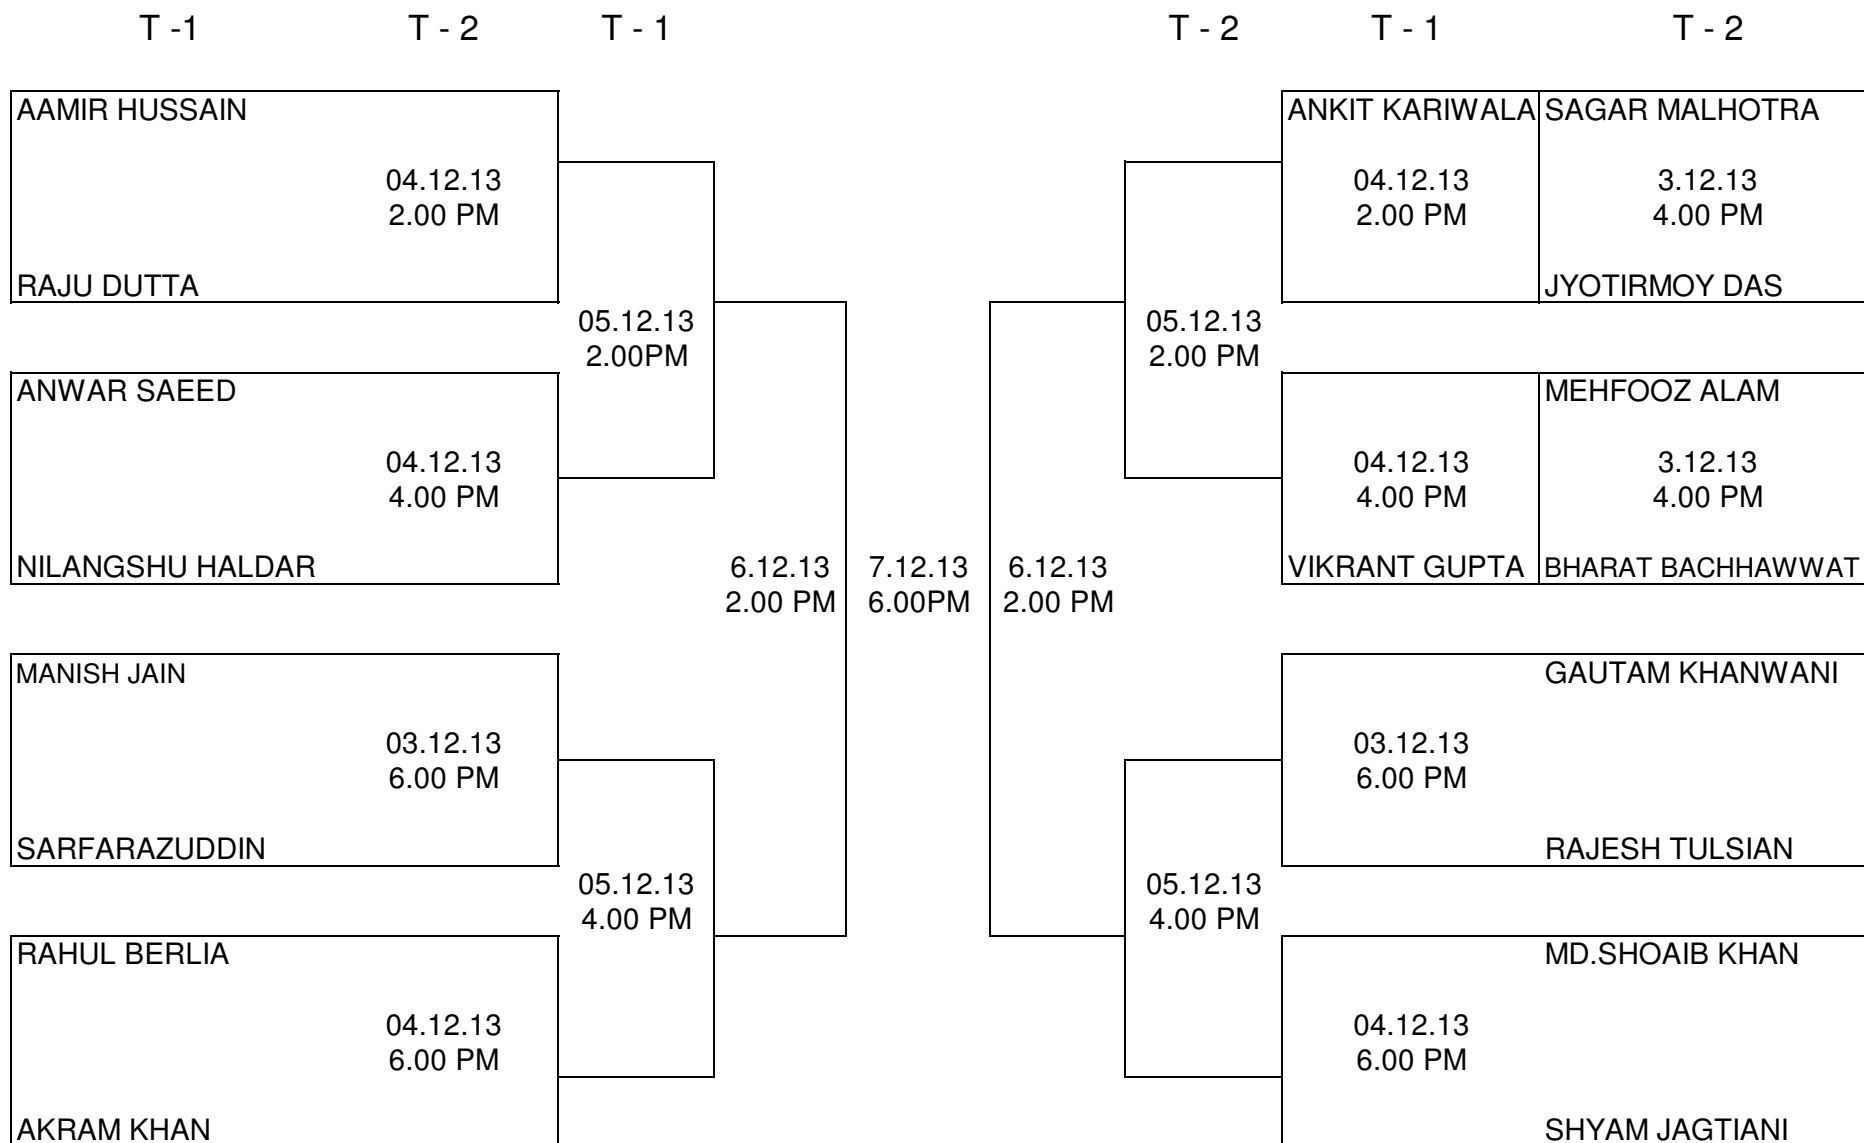 T -1 T - 2 T - 1 T - 2 T - 1 T - 2
AAMIR HUSSAIN ANKIT KARIWALA SAGAR MALHOTRA
04.12.13 04.12.13 3.12.13
2.00 PM 2.00 PM 4.00 PM
RAJU DUTTA JYOTIRMOY DAS
05.12.13 05.12.13
2.00PM 2.00 PM
ANWAR SAEED MEHFOOZ ALAM
04.12.13 04.12.13 3.12.13
4.00 PM 4.00 PM 4.00 PM
NILANGSHU HALDAR 6.12.13 7.12.13 6.12.13 VIKRANT GUPTA BHARAT BACHHAWWAT
2.00 PM 6.00PM 2.00 PM
MANISH JAIN GAUTAM KHANWANI
03.12.13 03.12.13
6.00 PM 6.00 PM
SARFARAZUDDIN RAJESH TULSIAN
05.12.13 05.12.13
4.00 PM 4.00 PM
RAHUL BERLIA MD.SHOAIB KHAN
04.12.13 04.12.13
6.00 PM 6.00 PM
AKRAM KHAN SHYAM JAGTIANI